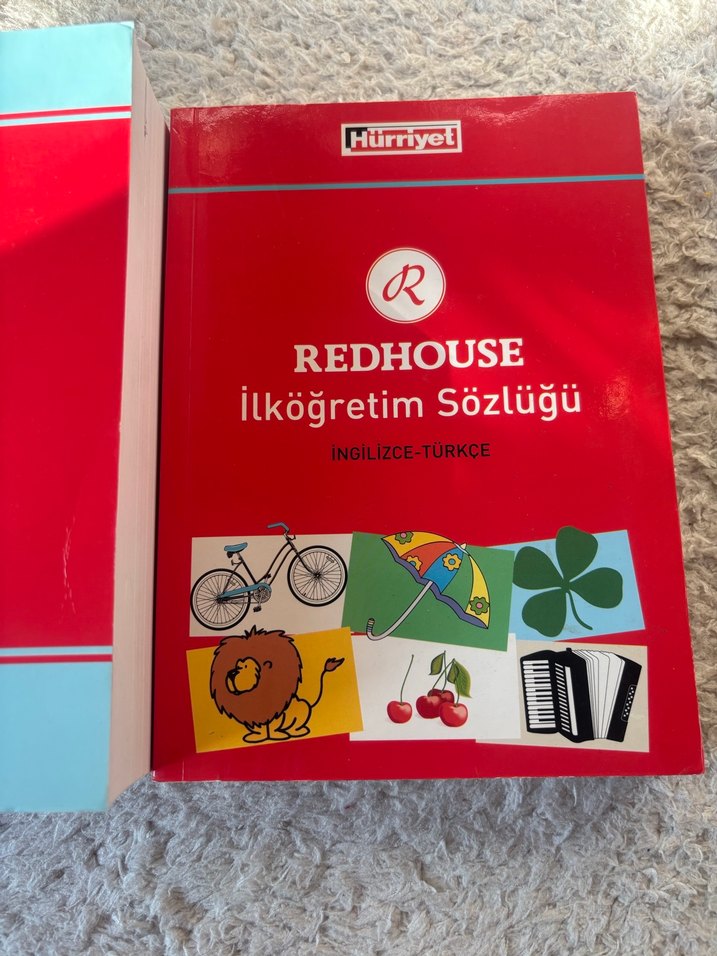 Hürriyet
R
REDHOUSE
İlköğretim Sözlüğü
İNGİLİZCE-TÜRKÇE